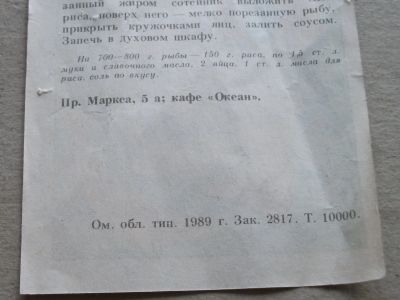 занный жиром сотейник выложить
риса, поверх него — мелко порезанную рыбу,
прикрыть кружочками яиц, залить соусом.
Запечь в духовом шкафу.
На 700—800 г. рыбы—150 г. риса, по 1,5 ст. л.
муки и сливочного масла, 2 яйца, 1 ст. л. масла для
риса, соль по вкусу.
Пр. Маркса, 5 а; кафе «Океан».
Ом. обл. тип. 1989 г. Зак. 2817. Т. 10000.